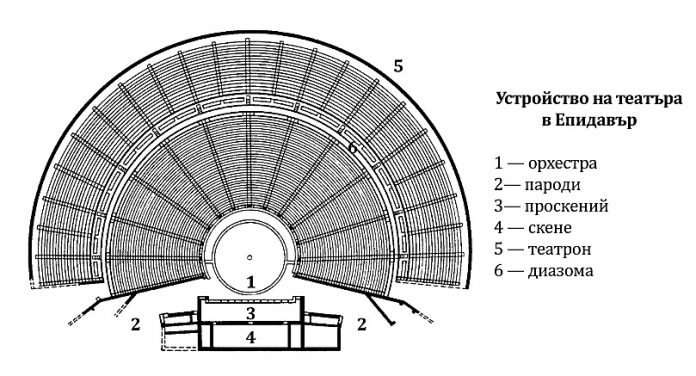 5
6
1
2
3
2
4
Устройство на театъра
в Епидавър
1 — орхестра
2— пароди
3— проскений
4 — скене
5 — театрон
6 — диазома